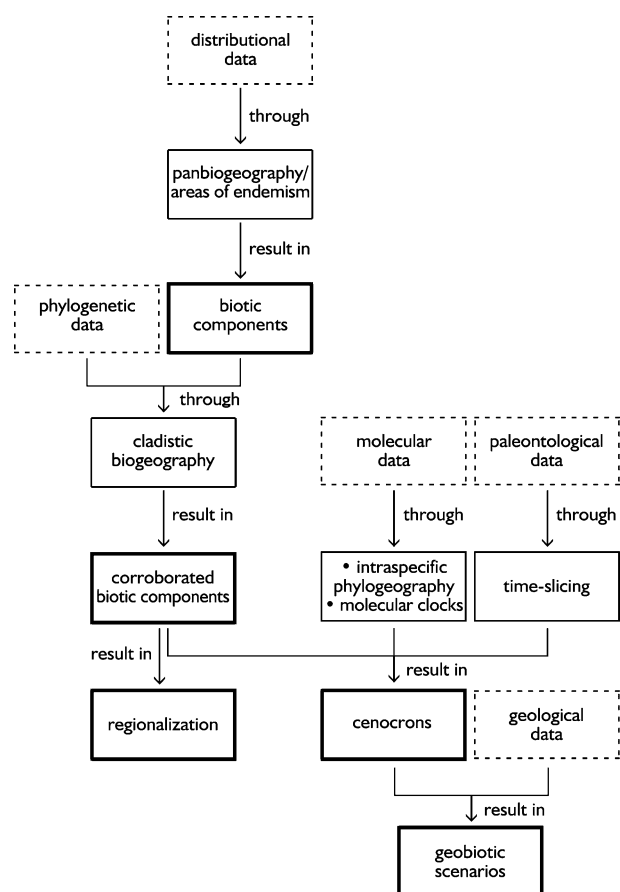 distributional
data
through
panbiogeography/
areas of endemism
result in
phylogenetic
data
biotic
components
through
cladistic
biogeography
molecular
data
paleontological
data
result in
through
through
corroborated
biotic components
• intraspecific
phylogeography
• molecular clocks
time-slicing
result in
result in
regionalization
cenocrons
geological
data
result in
geobiotic
scenarios